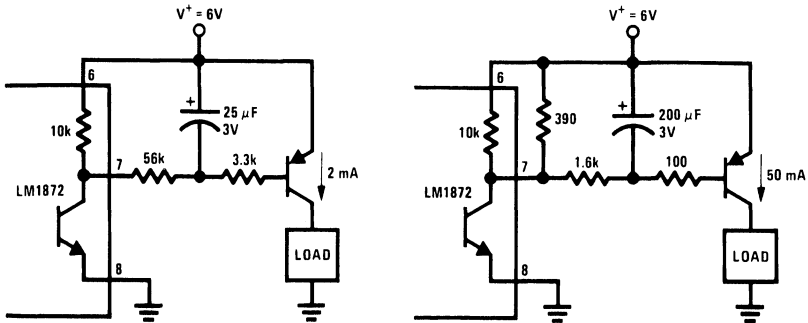 V+ = 6V
6
10k
+
25 µF
3V
7
56k
3.3k
2 mA
LM1872
LOAD
8
V+ = 6V
6
10k
390
+
200 µF
3V
7
1.6k
100
50 mA
LM1872
LOAD
8